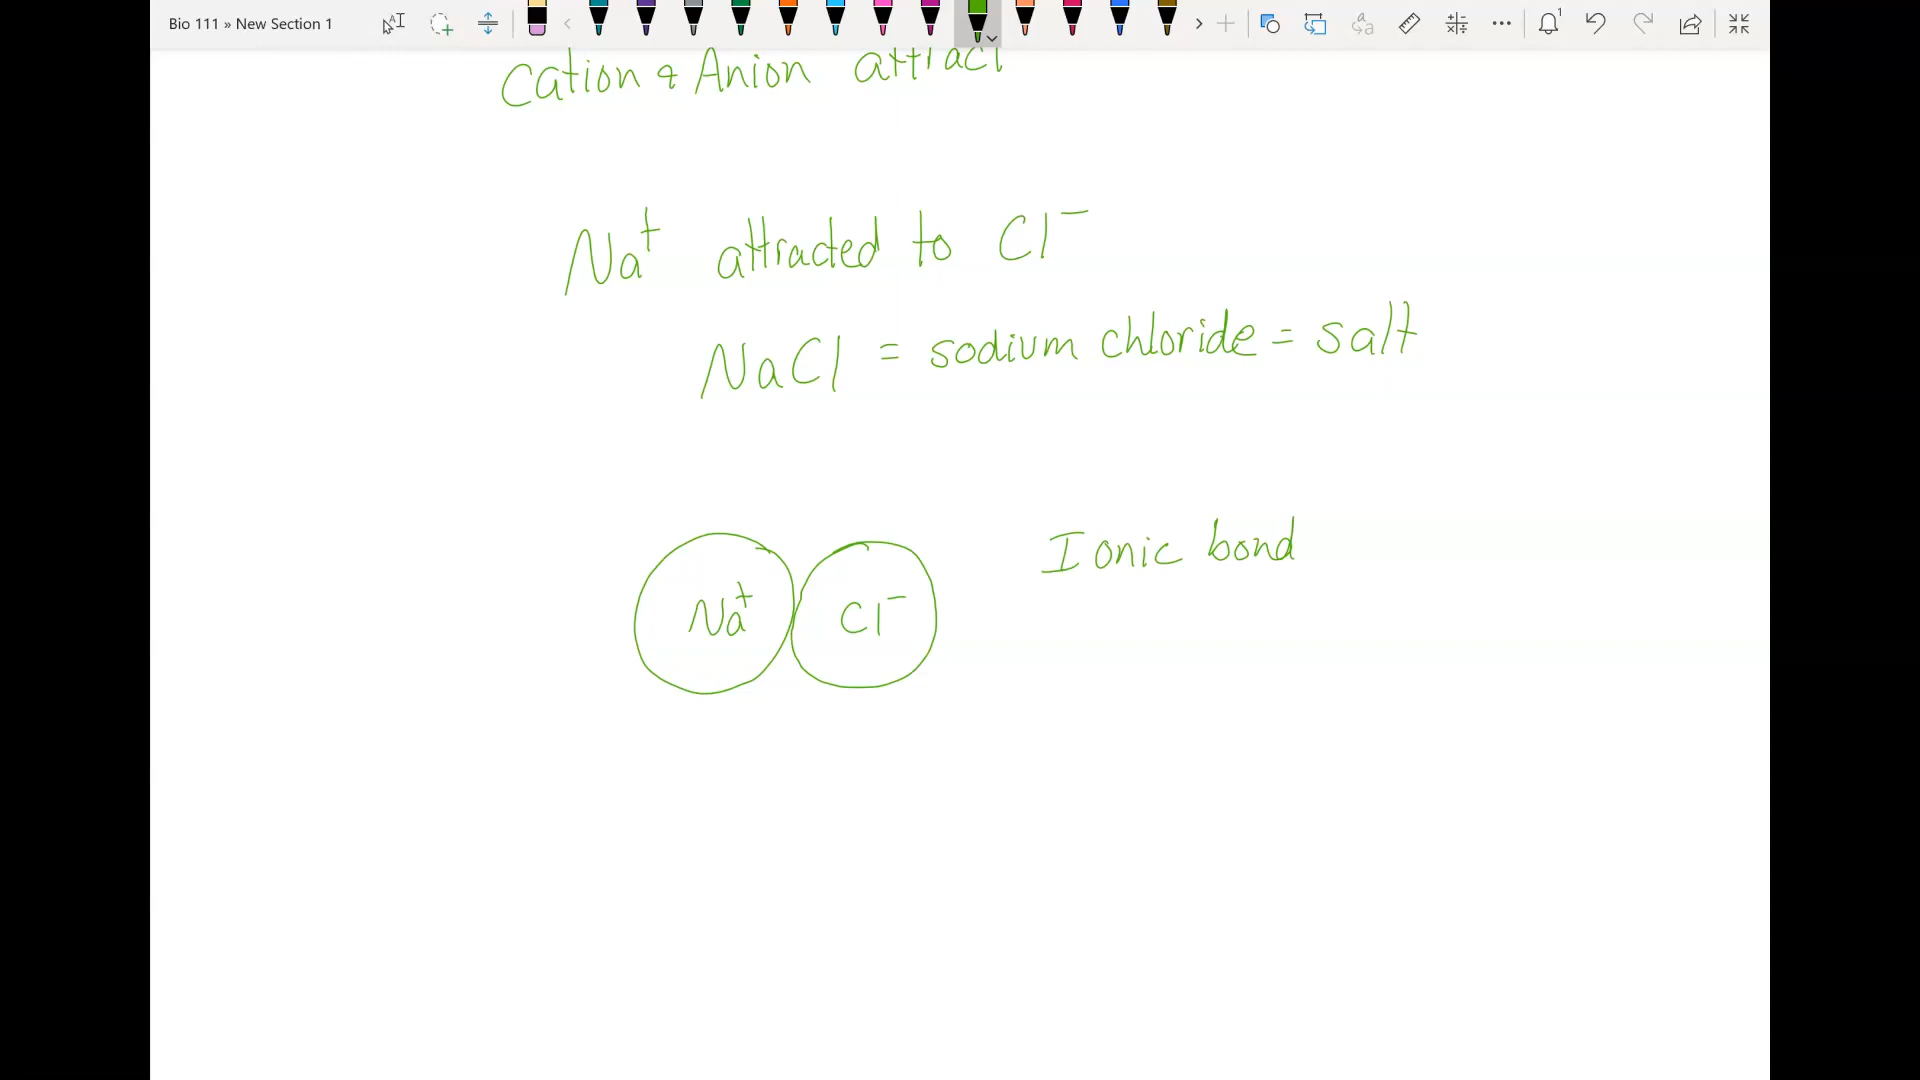 Bio 111 » New Section 1
Cation & Anion attract
Na⁺ attracted to Cl⁻
NaCl = sodium chloride = salt
Ionic bond
Na⁺ Cl⁻